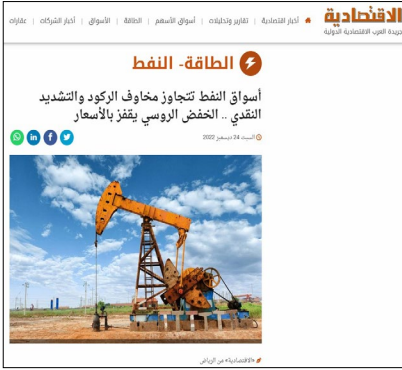 الاقتصادية
جريدة العرب الاقتصادية الدولية
أخبار اقتصادية | تقارير وتحليلات | أسواق الأسهم | الطاقة | الأسواق | أخبار الشركات | عقارات
الطاقة- النفط
أسواق النفط تتجاوز مخاوف الركود والتشديد
النقدي .. الخفض الروسي يقفز بالأسعار
السبت 24 ديسمبر 2022
«الاقتصادية» من الرياض